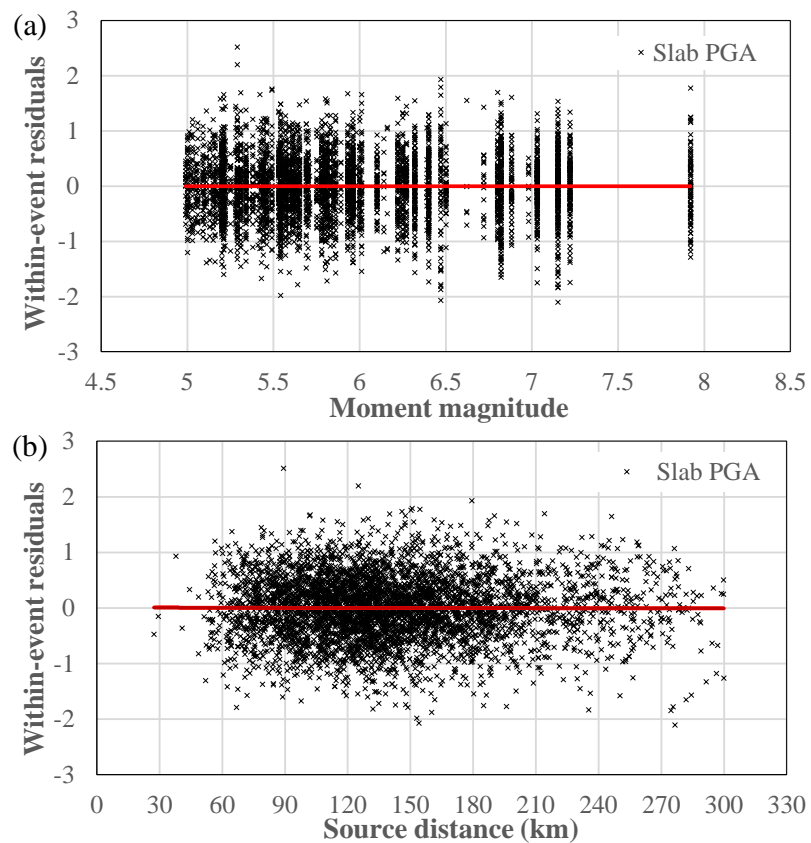 (a)
3
2
1
0
-1
-2
-3
Within-event residuals
Slab PGA
4.5 5 5.5 6 6.5 7 7.5 8 8.5
Moment magnitude
(b)
3
2
1
0
-1
-2
-3
Within-event residuals
Slab PGA
0 30 60 90 120 150 180 210 240 270 300 330
Source distance (km)